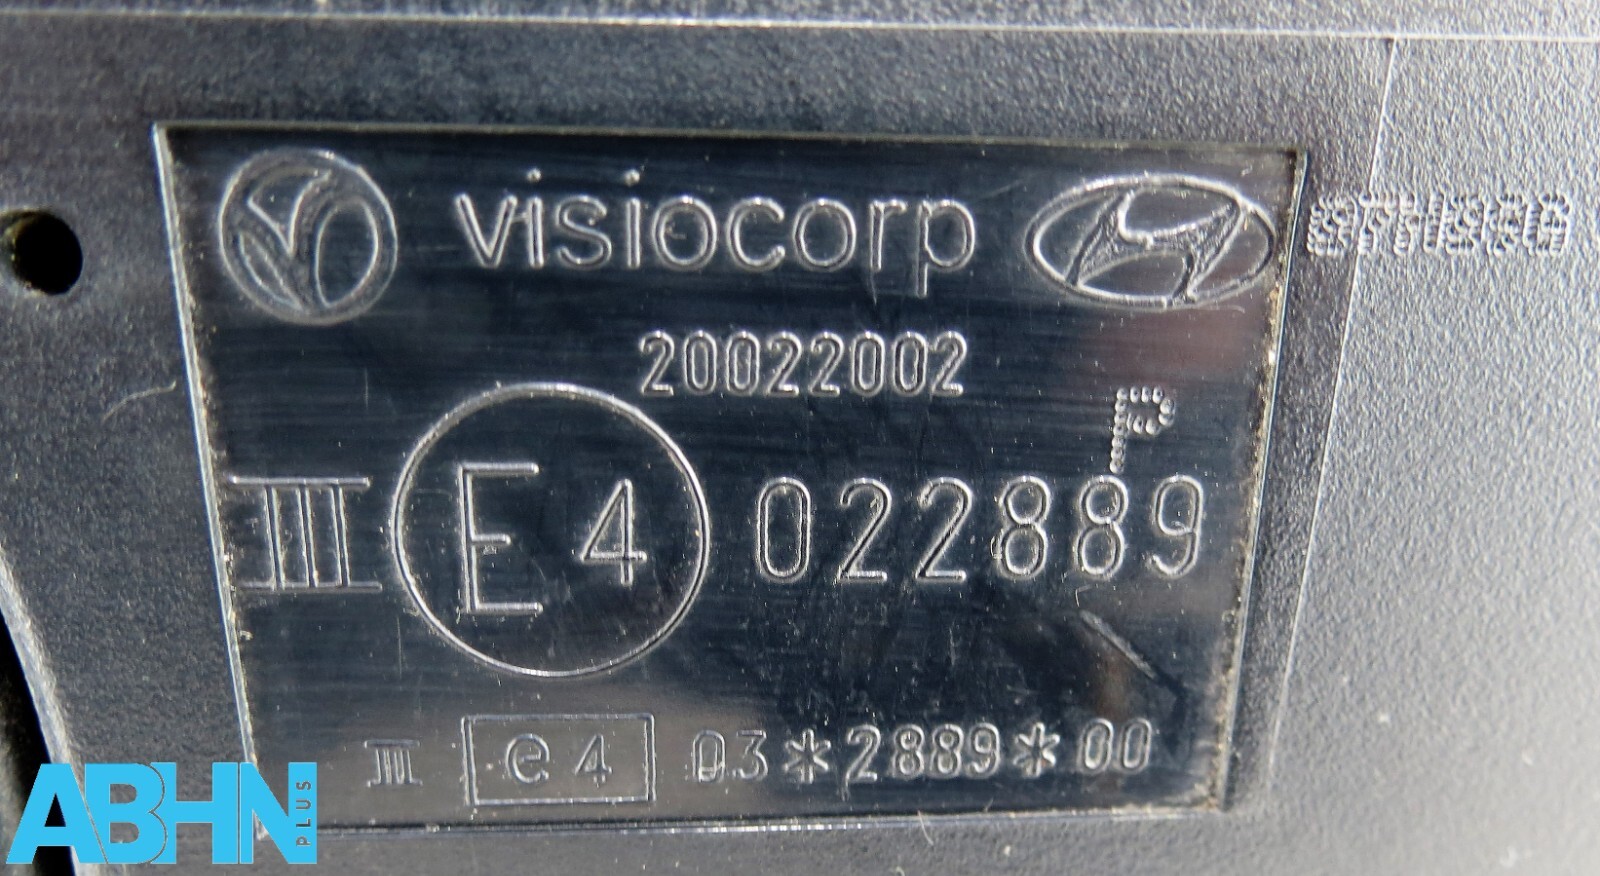 visiocorp
20022002
P
III E4 022889
III e4 03*2889*00
ABHN PLUS